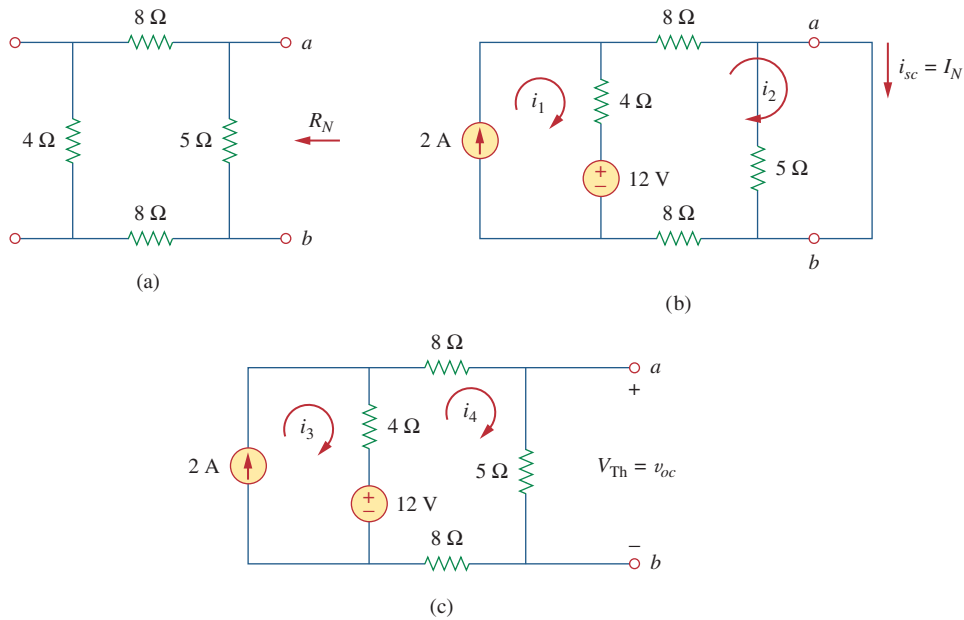 8 Ω
a
4 Ω
5 Ω
R_N
8 Ω
b
(a)
8 Ω
a
i_sc = I_N
i_1
4 Ω
i_2
2 A
5 Ω
+
−
12 V
8 Ω
b
(b)
8 Ω
a
+
i_3
4 Ω
i_4
2 A
5 Ω
V_Th = v_oc
+
−
12 V
8 Ω
−
b
(c)